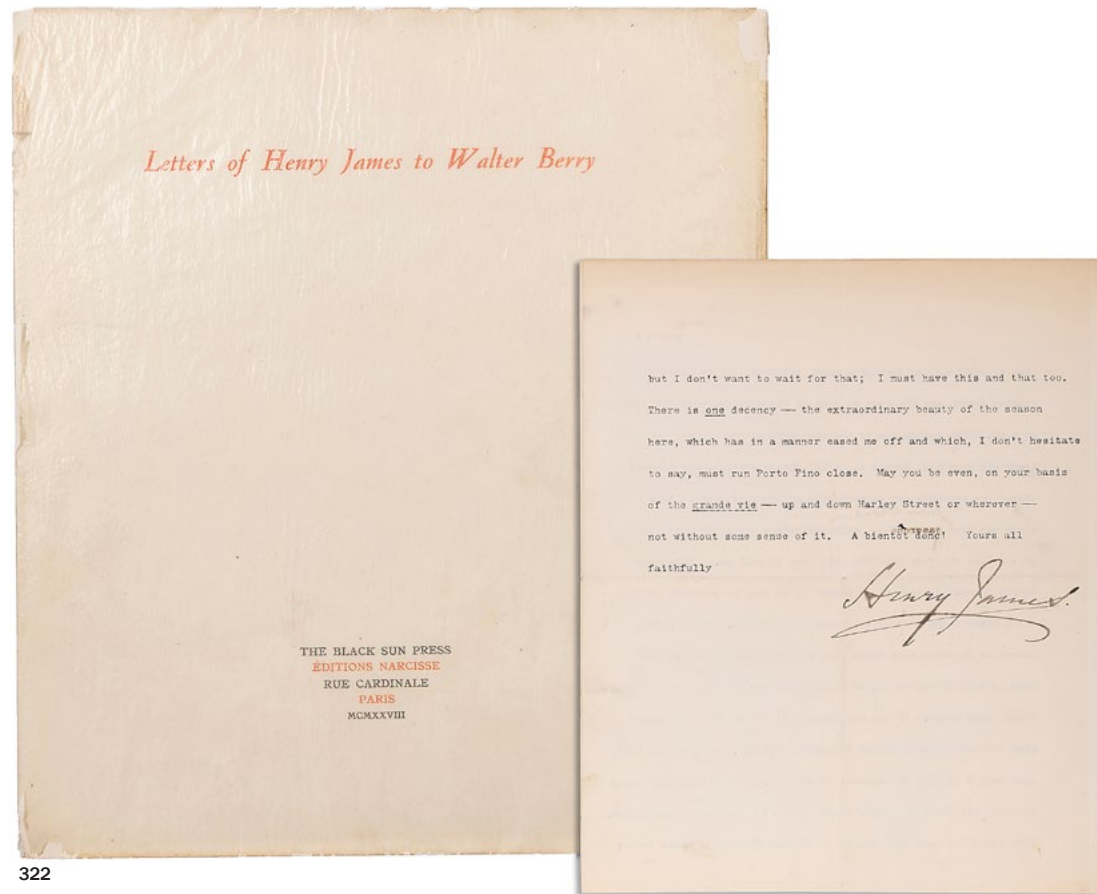 Letters of Henry James to Walter Berry
THE BLACK SUN PRESS
ÉDITIONS NARCISSE
RUE CARDINALE
PARIS
MCMXXVIII
but I don't want to wait for that; I must have this and that too.
There is one decency — the extraordinary beauty of the season
here, which has in a manner eased me off and which, I don't hesitate
to say, must run Porto Fino close. May you be even, on your basis
of the grande vie — up and down Harley Street or wherever —
not without some sense of it. A bientôt donc! Yours all
faithfully
Henry James.
322